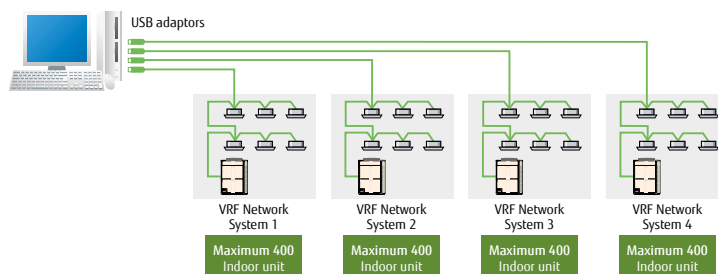 USB adaptors
VRF Network
System 1
Maximum 400
Indoor unit
VRF Network
System 2
Maximum 400
Indoor unit
VRF Network
System 3
Maximum 400
Indoor unit
VRF Network
System 4
Maximum 400
Indoor unit